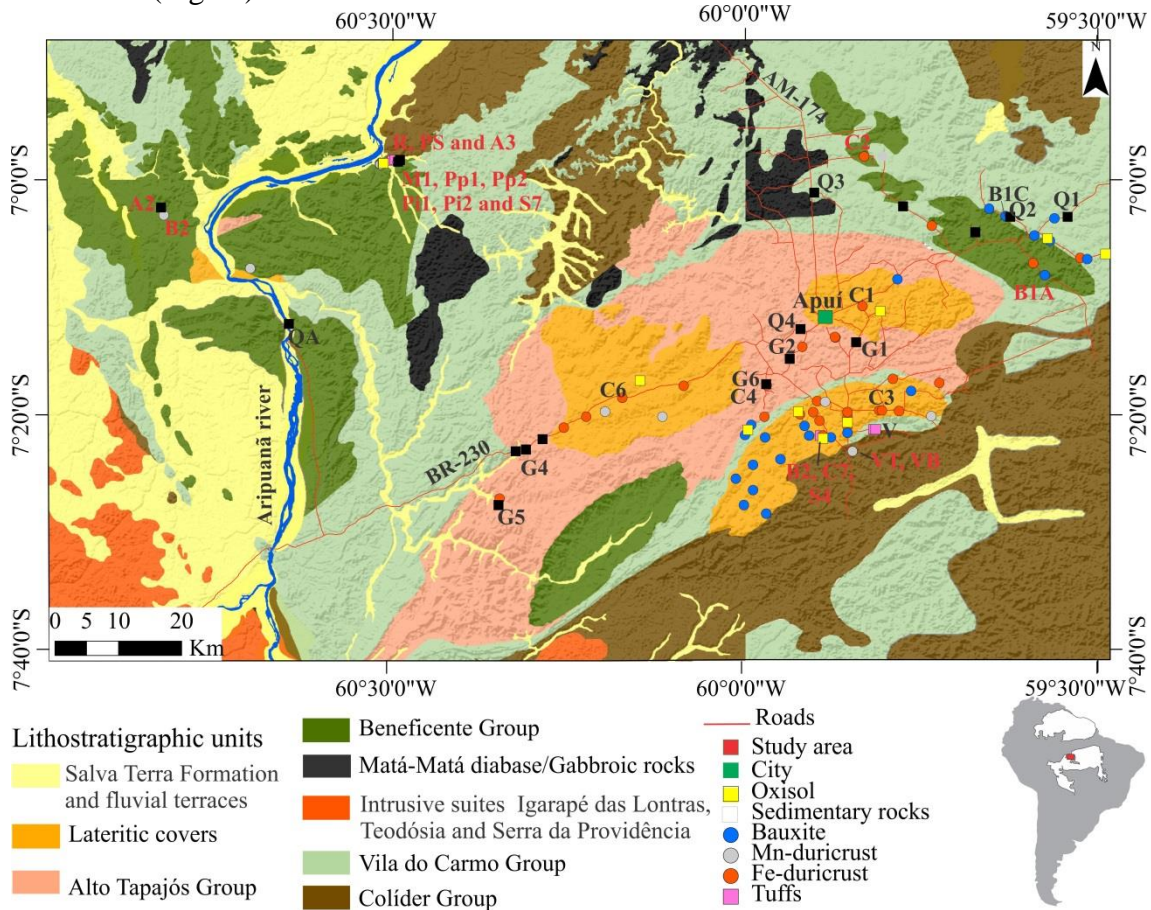 60°30'0"W
60°0'0"W
59°30'0"W
N
AM-174
C2
R, PS and A3
M1, Pp1, Pp2
Pi1, Pi2 and S7
7°0'0"S
7°0'0"S
Q3
B1C
Q2
Q1
A2
B2
B1A
Apuí
C1
QA
Q4
G2
G1
G6
C4
C6
C3
7°20'0"S
7°20'0"S
V
V1, VB
S4
BR-230
G4
G5
Aripuanã river
0 5 10 20
Km
7°40'0"S
7°40'0"S
60°30'0"W
60°0'0"W
59°30'0"W
Lithostratigraphic units
Salva Terra Formation
and fluvial terraces
Lateritic covers
Alto Tapajós Group
Beneficente Group
Matá-Matá diabase/Gabbroic rocks
Intrusive suites Igarapé das Lontras,
Teodósia and Serra da Providência
Vila do Carmo Group
Colíder Group
Roads
Study area
City
Oxisol
Sedimentary rocks
Bauxite
Mn-duricrust
Fe-duricrust
Tuffs